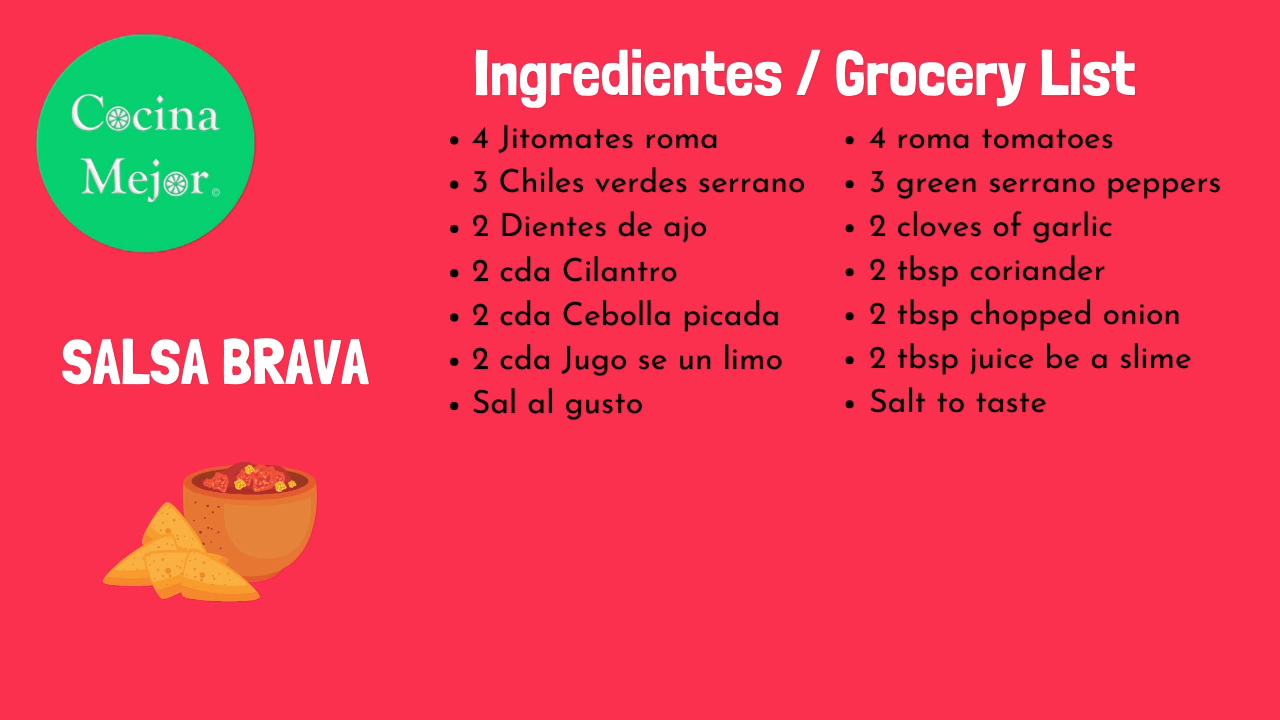 Cocina
Mejor©
SALSA BRAVA
Ingredientes / Grocery List
• 4 Jitomates roma
• 3 Chiles verdes serrano
• 2 Dientes de ajo
• 2 cda Cilantro
• 2 cda Cebolla picada
• 2 cda Jugo se un limo
• Sal al gusto
• 4 roma tomatoes
• 3 green serrano peppers
• 2 cloves of garlic
• 2 tbsp coriander
• 2 tbsp chopped onion
• 2 tbsp juice be a slime
• Salt to taste